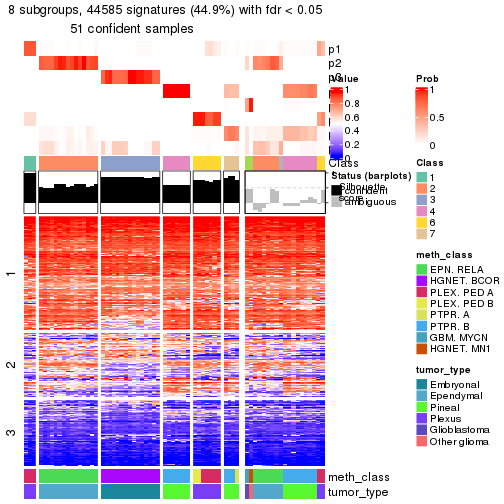 8 subgroups, 44585 signatures (44.9%) with fdr < 0.05
51 confident samples
p1
p2
Value
1
0.8
0.6
0.4
0.2
0
Prob
1
0.5
0
Class
Status (barplots)
confident
ambiguous
Silhouette
score
Class
1
2
3
4
6
7
meth_class
EPN. RELA
HGNET. BCOR
PLEX. PED A
PLEX. PED B
PTPR. A
PTPR. B
GBM. MYCN
HGNET. MN1
tumor_type
Embryonal
Ependymal
Pineal
Plexus
Glioblastoma
Other glioma
1
2
3
meth_class
tumor_type